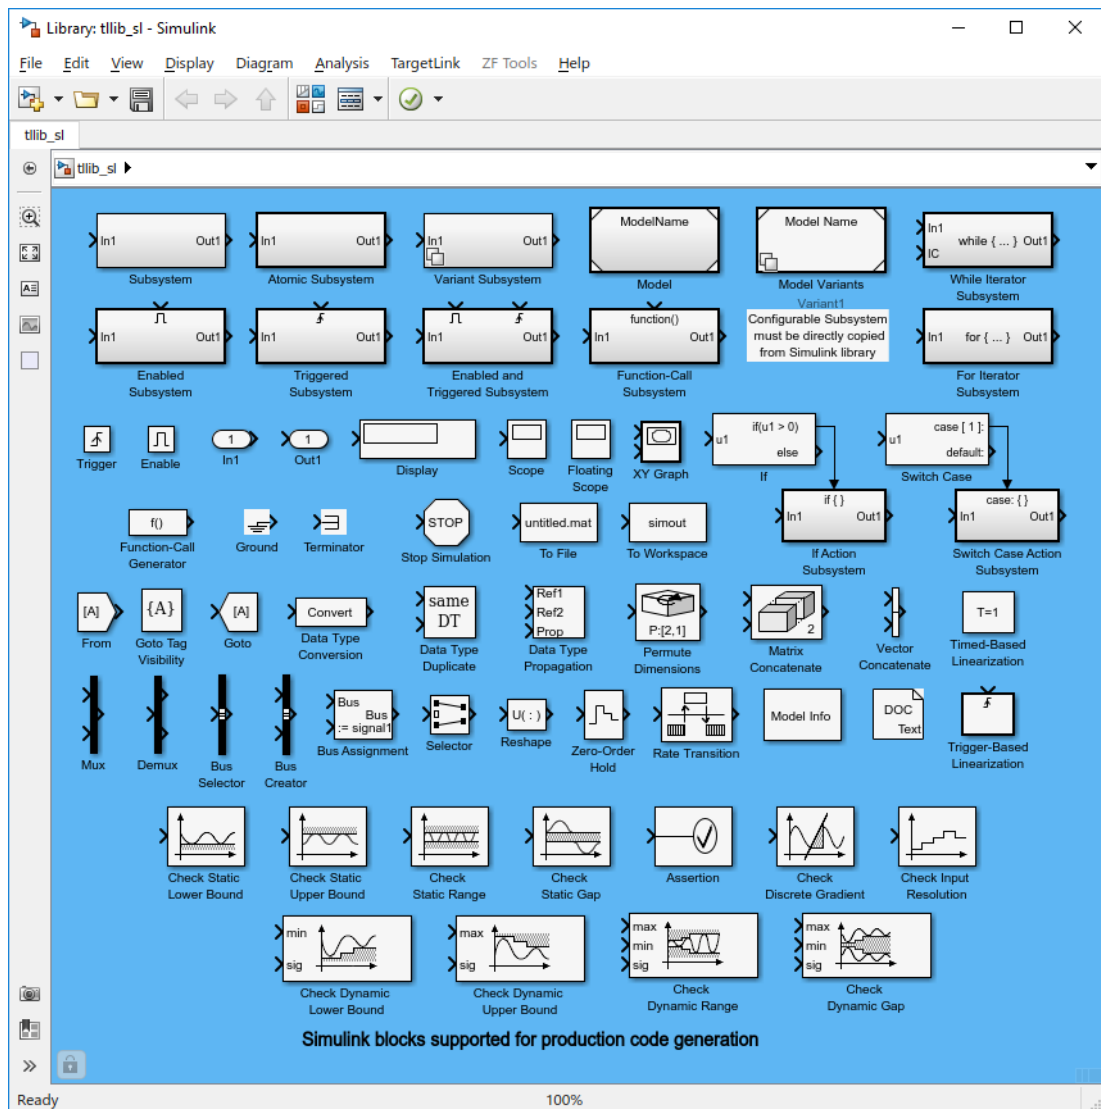 Library: tllib_sl - Simulink
File Edit View Display Diagram Analysis TargetLink ZF Tools Help
tllib_sl
tllib_sl
In1 Out1
Subsystem
In1 Out1
Atomic Subsystem
In1 Out1
Variant Subsystem
ModelName
Model
Model Name
Model Variants
Variant1
In1
IC
while { ... } Out1
While Iterator
Subsystem
In1 Out1
Enabled
Subsystem
In1 Out1
Triggered
Subsystem
In1 Out1
Enabled and
Triggered Subsystem
function()
In1 Out1
Function-Call
Subsystem
Configurable Subsystem
must be directly copied
from Simulink library
In1 for { ... } Out1
For Iterator
Subsystem
Trigger
Enable
1
In1
1
Out1
Display
Scope
Floating
Scope
XY Graph
u1
if(u1 > 0)
else
If
u1
case [ 1 ]:
default:
Switch Case
f()
Function-Call
Generator
Ground
Terminator
STOP
Stop Simulation
untitled.mat
To File
simout
To Workspace
if { }
In1 Out1
If Action
Subsystem
case: { }
In1 Out1
Switch Case Action
Subsystem
[A]
From
{A}
Goto Tag
Visibility
[A]
Goto
Convert
Data Type
Conversion
same
DT
Data Type
Duplicate
Ref1
Ref2
Prop
Data Type
Propagation
P:[2,1]
Permute
Dimensions
2
Matrix
Concatenate
Vector
Concatenate
T=1
Timed-Based
Linearization
Mux
Demux
Bus
Selector
Bus
Creator
Bus
Bus
:= signal1
Bus Assignment
Selector
U( : )
Reshape
Zero-Order
Hold
Rate Transition
Model Info
DOC
Text
Trigger-Based
Linearization
Check Static
Lower Bound
Check Static
Upper Bound
Check
Static Range
Check
Static Gap
Assertion
Check
Discrete Gradient
Check Input
Resolution
min
sig
Check Dynamic
Lower Bound
max
sig
Check Dynamic
Upper Bound
max
min
sig
Check
Dynamic Range
max
min
sig
Check
Dynamic Gap
Simulink blocks supported for production code generation
Ready 100%